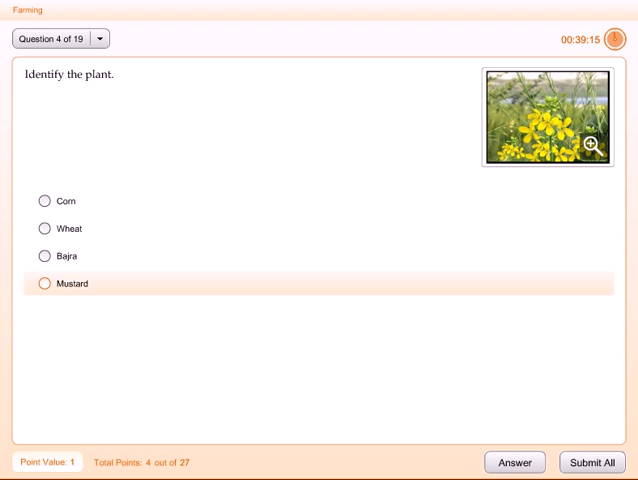 Farming
Question 4 of 19
00:39:15
Identify the plant.
Corn
Wheat
Bajra
Mustard
Point Value: 1
Total Points: 4 out of 27
Answer
Submit All